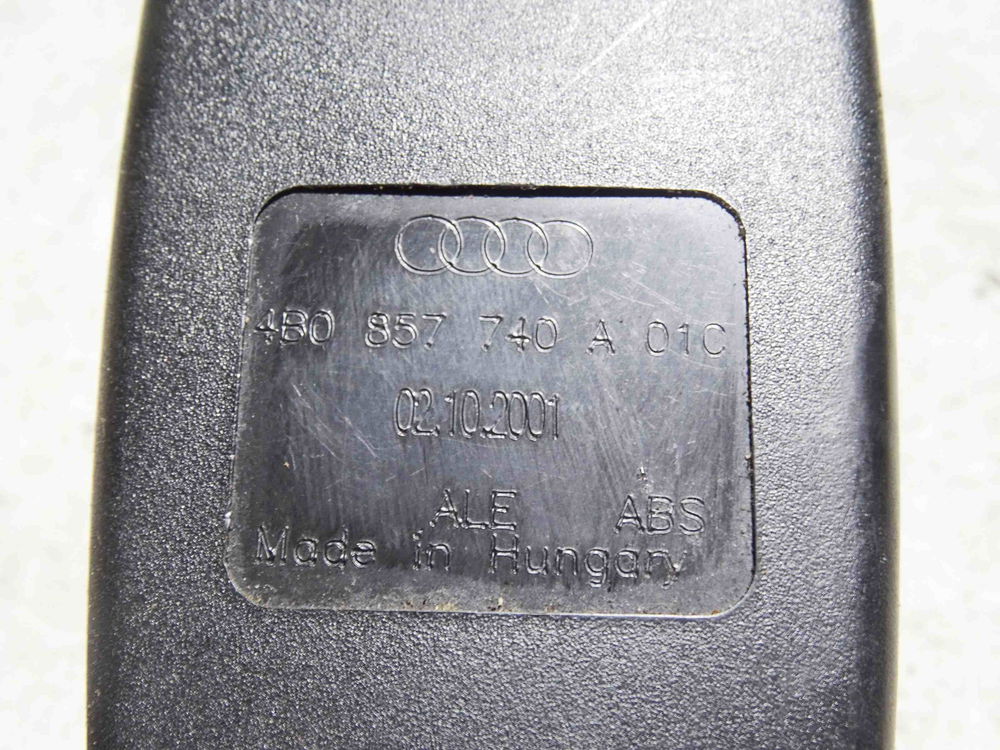 4B0 857 740 A 01C
02.10.2001
ALE ABS
Made in Hungary